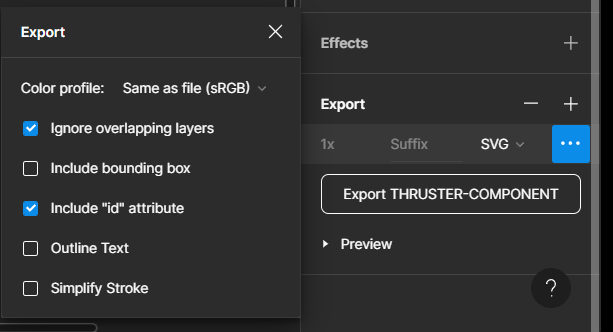 Export
Color profile: Same as file (sRGB)
Ignore overlapping layers
Include bounding box
Include "id" attribute
Outline Text
Simplify Stroke
Effects
Export
1x Suffix SVG
Export THRUSTER-COMPONENT
Preview
?